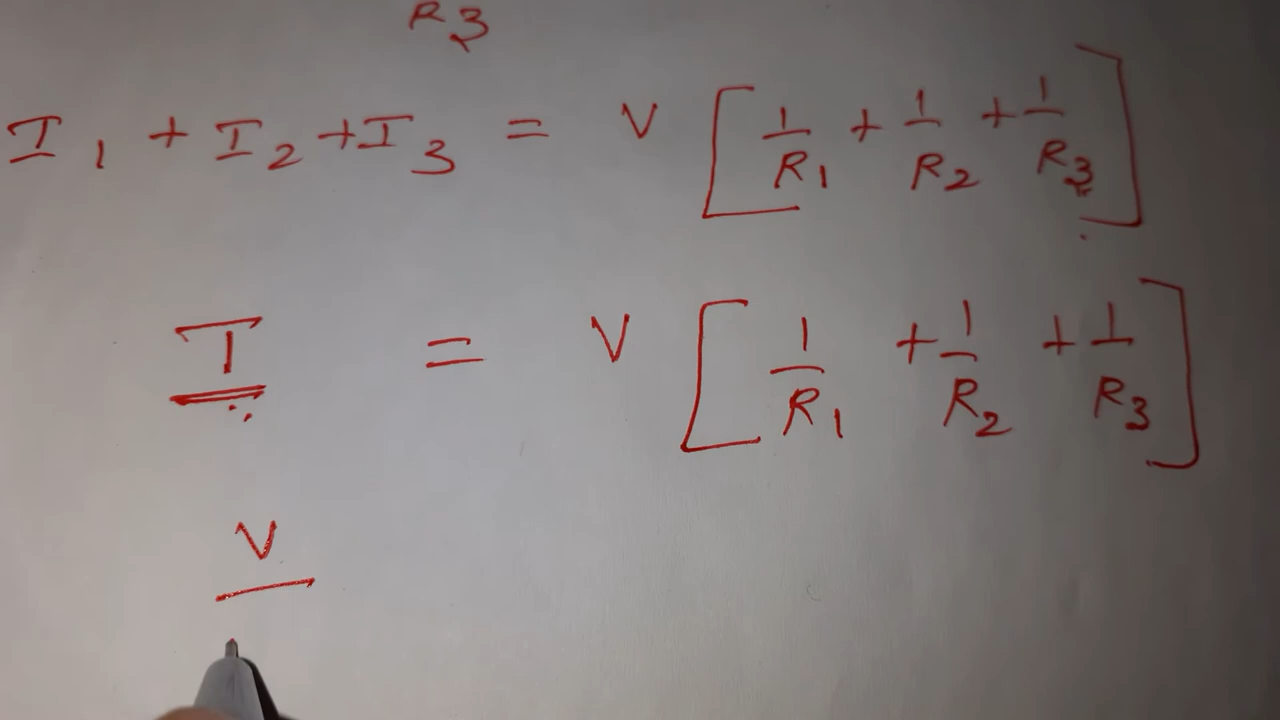 R3
I1 + I2 + I3 = V [1/R1 + 1/R2 + 1/R3]
I = V [1/R1 + 1/R2 + 1/R3]
V